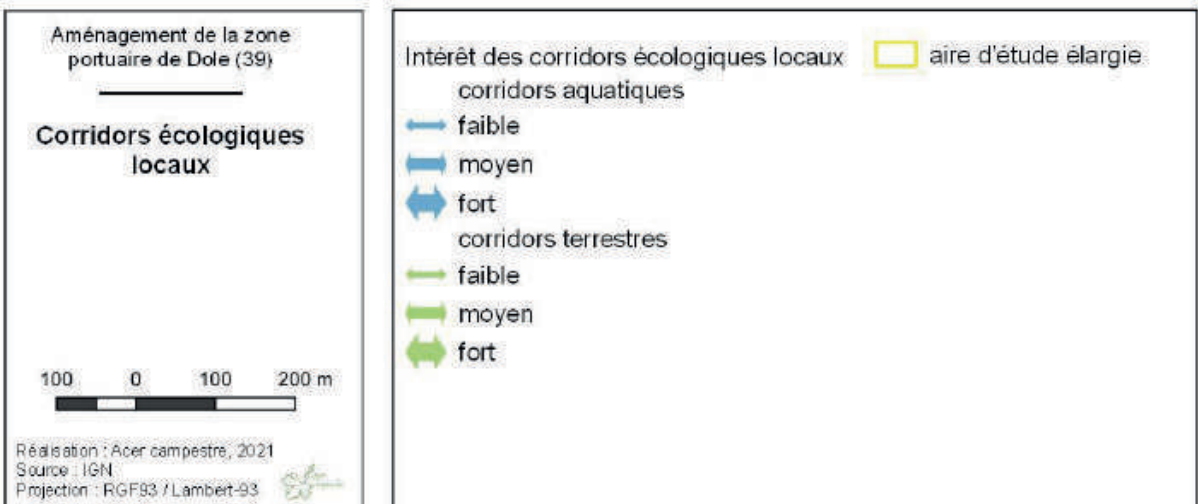 Aménagement de la zone
portuaire de Dole (39)
Corridors écologiques
locaux
100 0 100 200 m
Réalisation : Acer campestre, 2021
Source : IGN
Projection : RGF93 / Lambert-93
Intérêt des corridors écologiques locaux aire d'étude élargie
corridors aquatiques
faible
moyen
fort
corridors terrestres
faible
moyen
fort